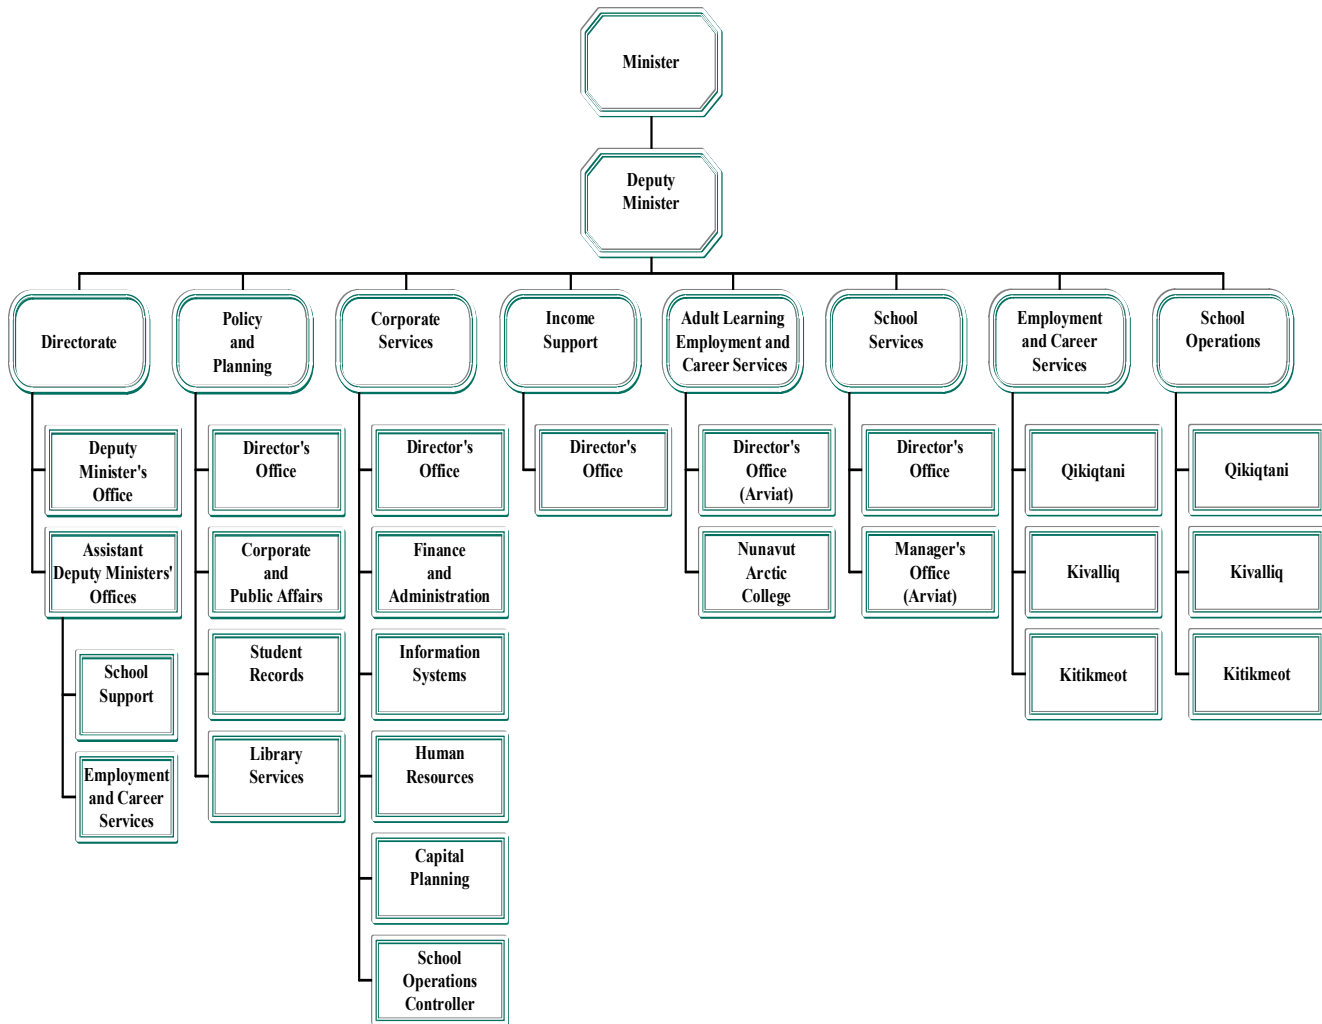 Minister
Deputy
Minister
Directorate
Policy
and
Planning
Corporate
Services
Income
Support
Adult Learning
Employment and
Career Services
School
Services
Employment
and Career
Services
School
Operations
Deputy
Minister's
Office
Assistant
Deputy Ministers'
Offices
School
Support
Employment
and Career
Services
Director's
Office
Corporate
and
Public Affairs
Student
Records
Library
Services
Director's
Office
Finance
and
Administration
Information
Systems
Human
Resources
Capital
Planning
School
Operations
Controller
Director's
Office
Director's
Office
(Arviat)
Nunavut
Arctic
College
Director's
Office
Manager's
Office
(Arviat)
Qikiqtani
Kivalliq
Kitikmeot
Qikiqtani
Kivalliq
Kitikmeot